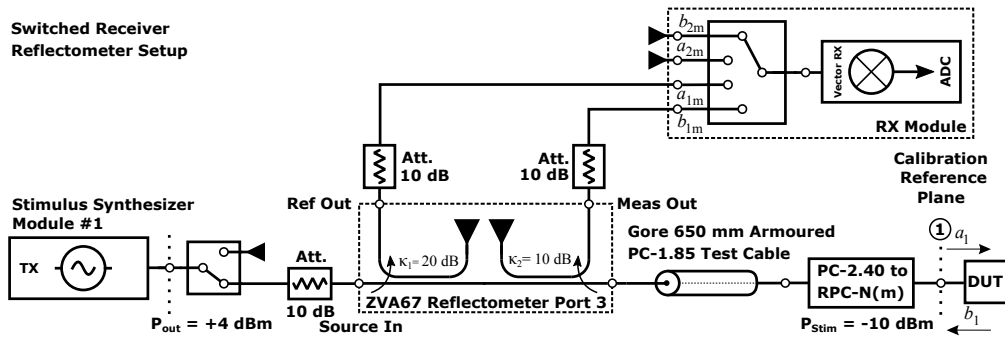 Switched Receiver
Reflectometer Setup
b2m
a2m
a1m
b1m
Vector RX
ADC
RX Module
Att.
10 dB
Att.
10 dB
Calibration
Reference
Plane
Ref Out
Meas Out
Stimulus Synthesizer
Module #1
TX
Att.
10 dB
κ1= 20 dB
κ2= 10 dB
Gore 650 mm Armoured
PC-1.85 Test Cable
1
a1
PC-2.40 to
RPC-N(m)
DUT
b1
ZVA67 Reflectometer Port 3
Pout = +4 dBm
Source In
PStim = -10 dBm